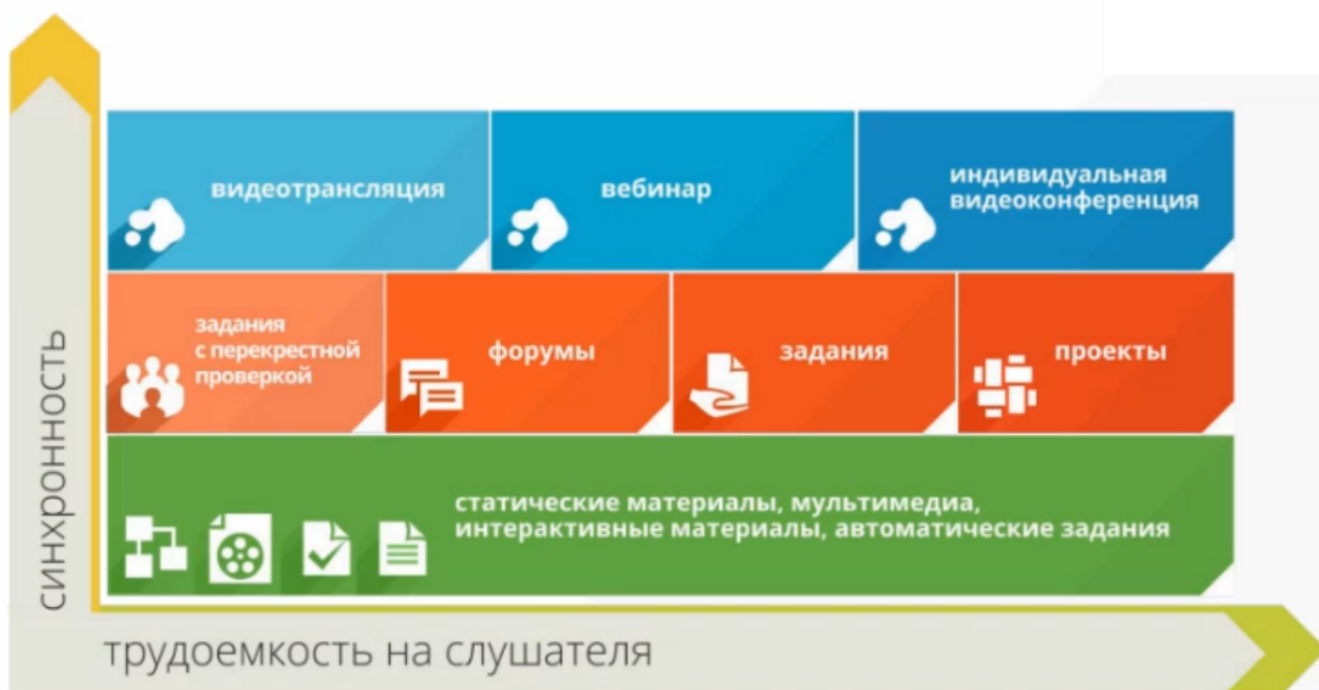 видеотрансляция
вебинар
индивидуальная
видеоконференция
задания
с перекрестной
проверкой
форумы
задания
проекты
статические материалы, мультимедиа,
интерактивные материалы, автоматические задания
синхронность
трудоемкость на слушателя